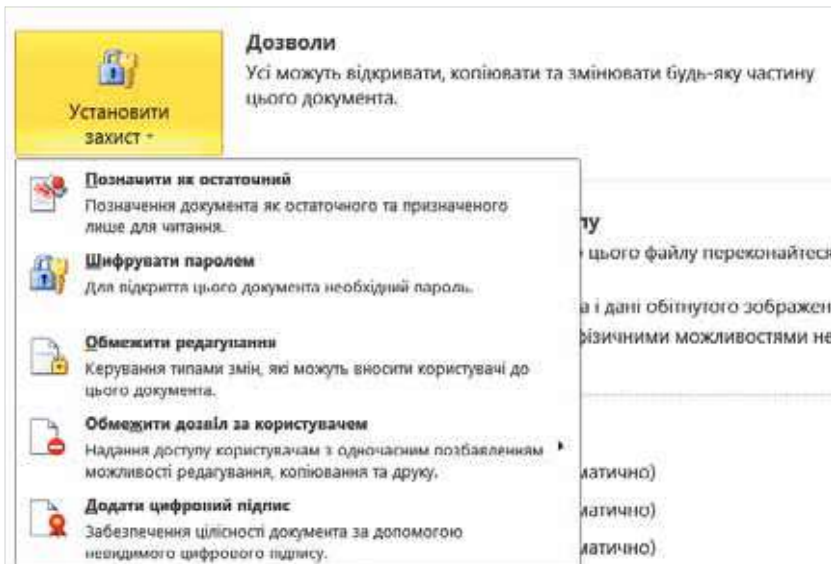 Дозволи
Усі можуть відкривати, копіювати та змінювати будь-яку частину
цього документа.
Установити
захист
Позначити як остаточний
Позначення документа як остаточного та призначеного
лише для читання.
Шифрувати паролем
Для відкриття цього документа необхідний пароль.
Обмежити редагування
Керування типами змін, які можуть вносити користувачі до
цього документа.
Обмежити дозвіл за користувачем
Надання доступу користувачам з одночасним позбавленням
можливості редагування, копіювання та друку.
Додати цифровий підпис
Забезпечення цілісності документа за допомогою
невидимого цифрового підпису.
лу
цього файлу переконайтеся
а і дані обітнутого зображен
фізичними можливостями не
матично)
матично)
матично)